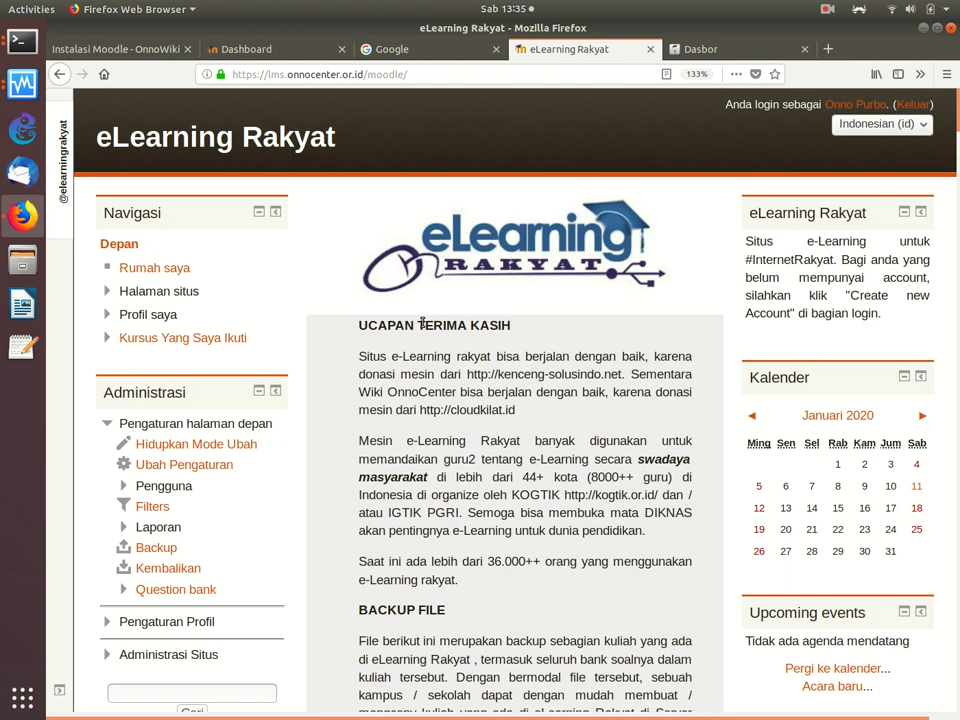 Activities Firefox Web Browser Sab 13:35
eLearning Rakyat - Mozilla Firefox
Instalasi Moodle - OnnoWiki Dashboard Google eLearning Rakyat Dasbor
https://lms.onnocenter.or.id/moodle/ 133%
@elearningrakyat
Anda login sebagai Onno Purbo. (Keluar)
Indonesian (id)
eLearning Rakyat
Navigasi
Depan
Rumah saya
Halaman situs
Profil saya
Kursus Yang Saya Ikuti
Administrasi
Pengaturan halaman depan
Hidupkan Mode Ubah
Ubah Pengaturan
Pengguna
Filters
Laporan
Backup
Kembalikan
Question bank
Pengaturan Profil
Administrasi Situs
eLearning
RAKYAT
UCAPAN TERIMA KASIH
Situs e-Learning rakyat bisa berjalan dengan baik, karena
donasi mesin dari http://kenceng-solusindo.net. Sementara
Wiki OnnoCenter bisa berjalan dengan baik, karena donasi
mesin dari http://cloudkilat.id
Mesin e-Learning Rakyat banyak digunakan untuk
memandaikan guru2 tentang e-Learning secara swadaya
masyarakat di lebih dari 44+ kota (8000++ guru) di
Indonesia di organize oleh KOGTIK http://kogtik.or.id/ dan /
atau IGTIK PGRI. Semoga bisa membuka mata DIKNAS
akan pentingnya e-Learning untuk dunia pendidikan.
Saat ini ada lebih dari 36.000++ orang yang menggunakan
e-Learning rakyat.
BACKUP FILE
File berikut ini merupakan backup sebagian kuliah yang ada
di eLearning Rakyat , termasuk seluruh bank soalnya dalam
kuliah tersebut. Dengan bermodal file tersebut, sebuah
kampus / sekolah dapat dengan mudah membuat /
eLearning Rakyat
Situs e-Learning untuk
#InternetRakyat. Bagi anda yang
belum mempunyai account,
silahkan klik "Create new
Account" di bagian login.
Kalender
◄ Januari 2020 ►
Ming Sen Sel Rab Kam Jum Sab
1 2 3 4
5 6 7 8 9 10 11
12 13 14 15 16 17 18
19 20 21 22 23 24 25
26 27 28 29 30 31
Upcoming events
Tidak ada agenda mendatang
Pergi ke kalender...
Acara baru...